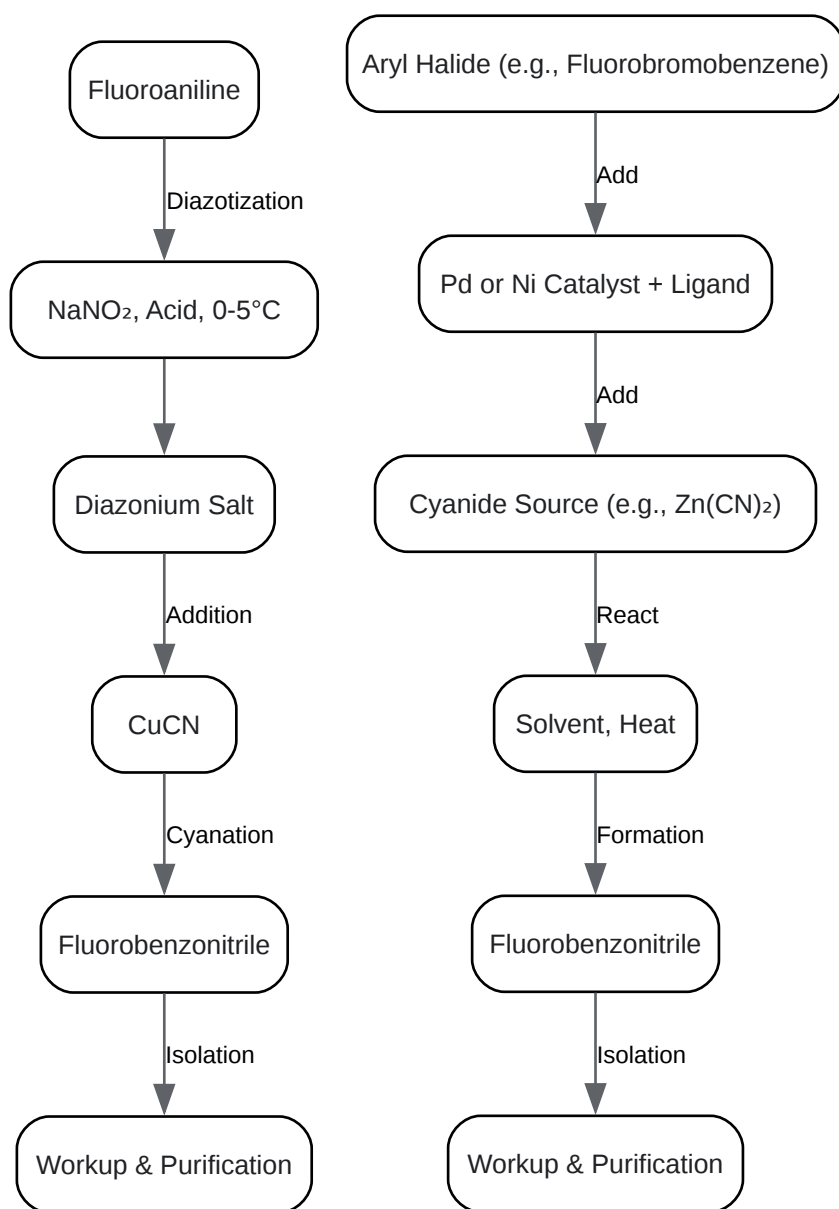 Fluoroaniline
Diazotization
NaNO₂, Acid, 0-5°C
Diazonium Salt
Addition
CuCN
Cyanation
Fluorobenzonitrile
Isolation
Workup & Purification
Aryl Halide (e.g., Fluorobromobenzene)
Add
Pd or Ni Catalyst + Ligand
Add
Cyanide Source (e.g., Zn(CN)₂)
React
Solvent, Heat
Formation
Fluorobenzonitrile
Isolation
Workup & Purification